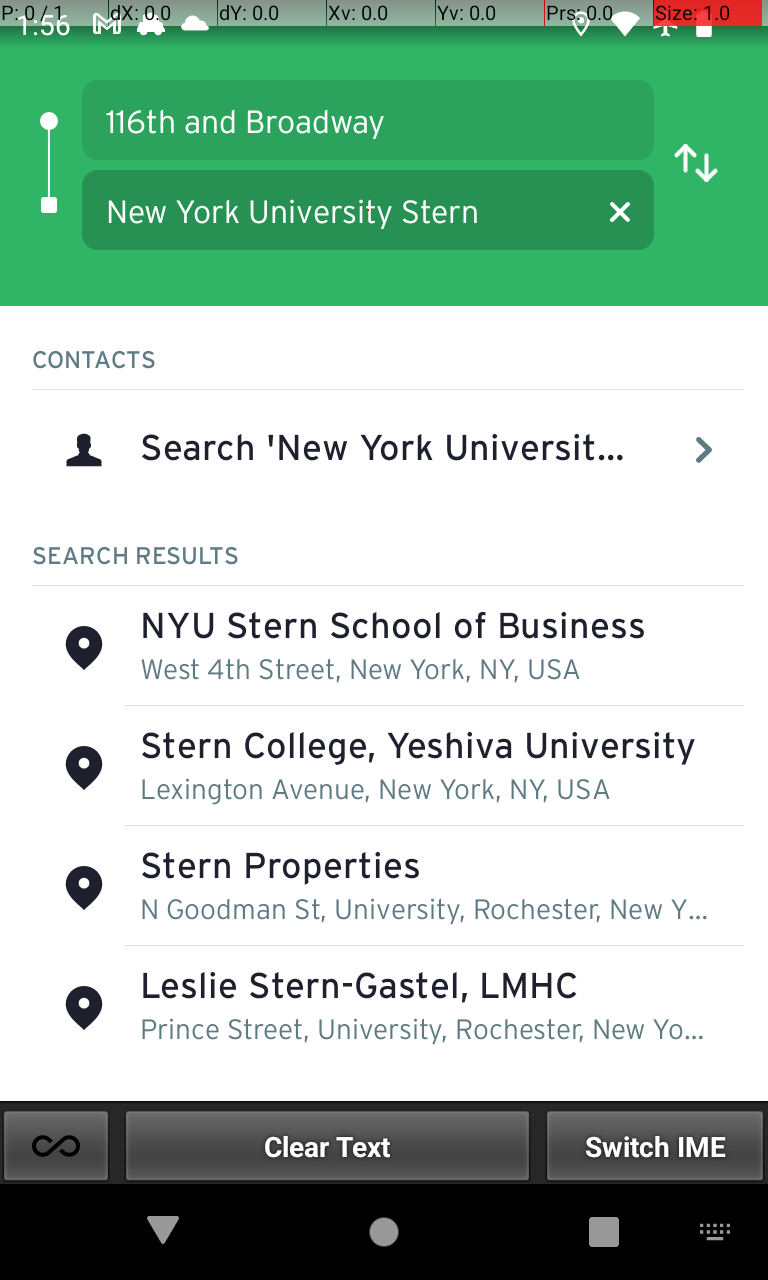 P: 0 / 1 dX: 0.0 dY: 0.0 Xv: 0.0 Yv: 0.0 Prs: 0.0 Size: 1.0
1:56
116th and Broadway
New York University Stern
CONTACTS
Search 'New York Universit...
SEARCH RESULTS
NYU Stern School of Business
West 4th Street, New York, NY, USA
Stern College, Yeshiva University
Lexington Avenue, New York, NY, USA
Stern Properties
N Goodman St, University, Rochester, New Y...
Leslie Stern-Gastel, LMHC
Prince Street, University, Rochester, New Yo...
Clear Text Switch IME